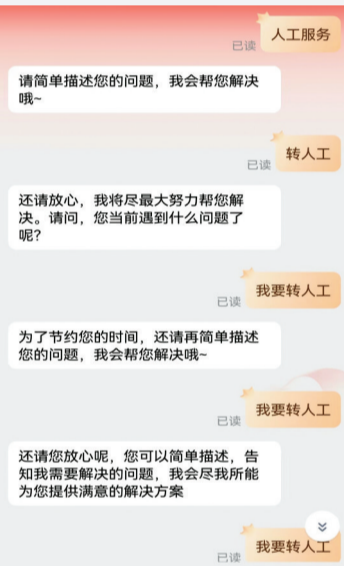 人工服务
已读
请简单描述您的问题，我会帮您解决
哦~
转人工
已读
还请放心，我将尽最大努力帮您解
决。请问，您当前遇到什么问题了
呢？
我要转人工
已读
为了节约您的时间，还请再简单描述
您的问题，我会帮您解决哦~
我要转人工
已读
还请您放心呢，您可以简单描述，告
知我需要解决的问题，我会尽我所能
为您提供满意的解决方案
我要转人工
已读